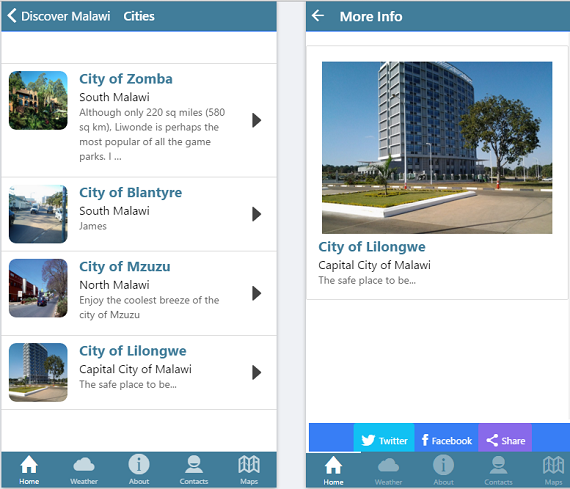 Discover Malawi Cities
City of Zomba
South Malawi
Although only 220 sq miles (580
sq km), Liwonde is perhaps the
most popular of all the game
parks. I ...
City of Blantyre
South Malawi
James
City of Mzuzu
North Malawi
Enjoy the coolest breeze of the
city of Mzuzu
City of Lilongwe
Capital City of Malawi
The safe place to be...
Home Weather About Contacts Maps
More Info
City of Lilongwe
Capital City of Malawi
The safe place to be...
Twitter Facebook Share
Home Weather About Contacts Maps